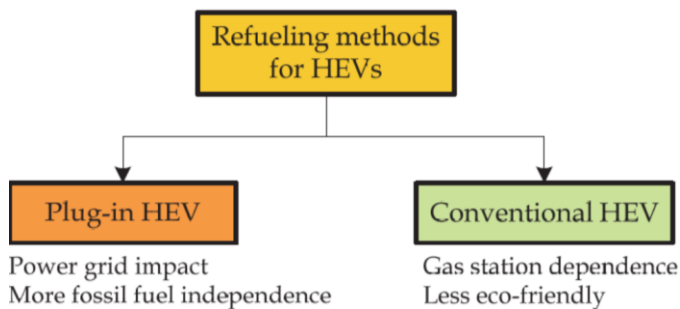 Refueling methods
for HEVs
Plug-in HEV
Power grid impact
More fossil fuel independence
Conventional HEV
Gas station dependence
Less eco-friendly